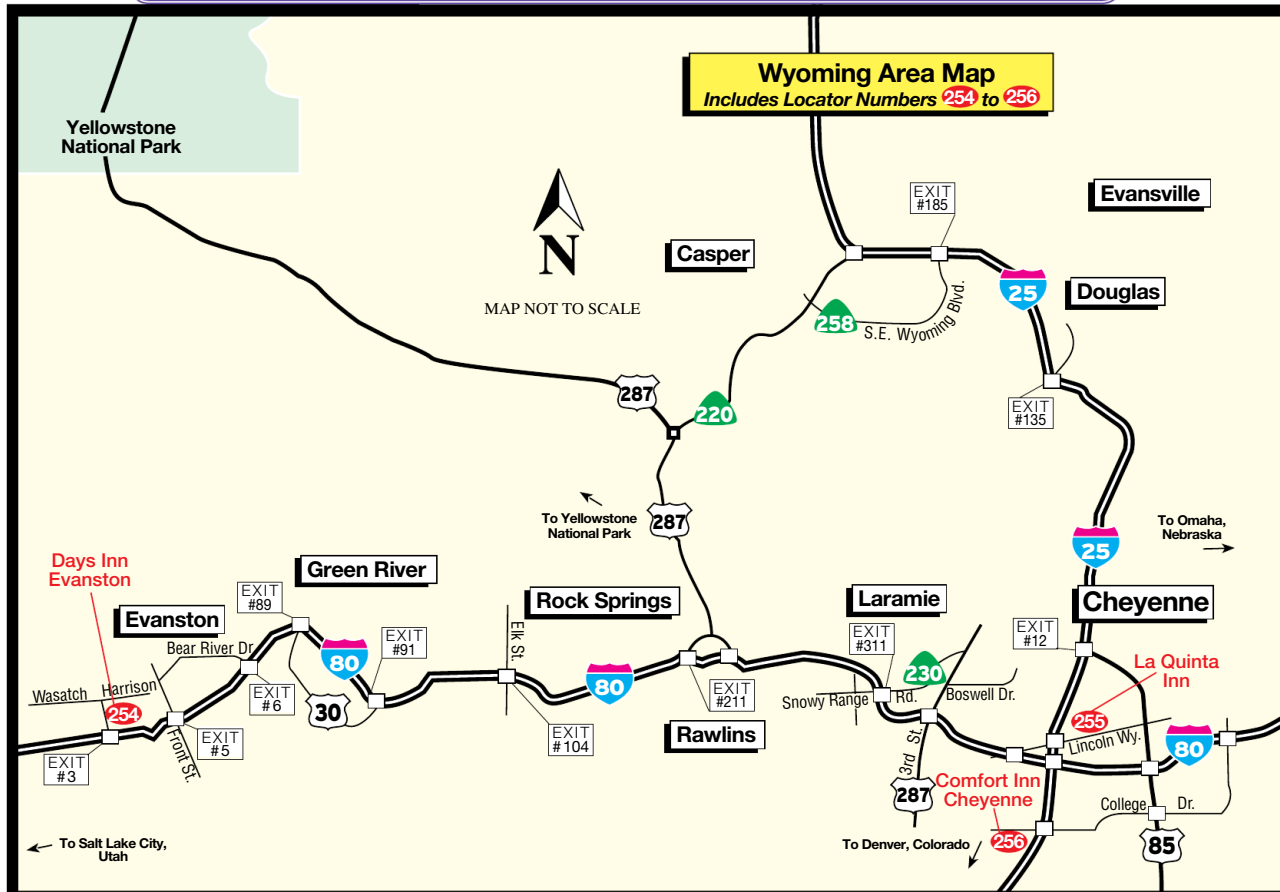 Wyoming Area Map
Includes Locator Numbers 254 to 256
Yellowstone
National Park
N
MAP NOT TO SCALE
Casper
EXIT
#185
Evansville
25
Douglas
258
S.E. Wyoming Blvd.
EXIT
#135
287
220
To Yellowstone
National Park
287
25
To Omaha,
Nebraska
Days Inn
Evanston
Evanston
Green River
EXIT
#89
Bear River Dr.
80
EXIT
#91
Wasatch
Harrison
254
EXIT
#3
Front St.
EXIT
#5
EXIT
#6
30
Elk St.
Rock Springs
80
EXIT
#104
EXIT
#211
Rawlins
Laramie
EXIT
#311
230
Snowy Range Rd.
Boswell Dr.
3rd St.
287
Cheyenne
EXIT
#12
La Quinta
Inn
255
Lincoln Wy.
80
Comfort Inn
Cheyenne
256
College Dr.
85
To Salt Lake City,
Utah
To Denver, Colorado